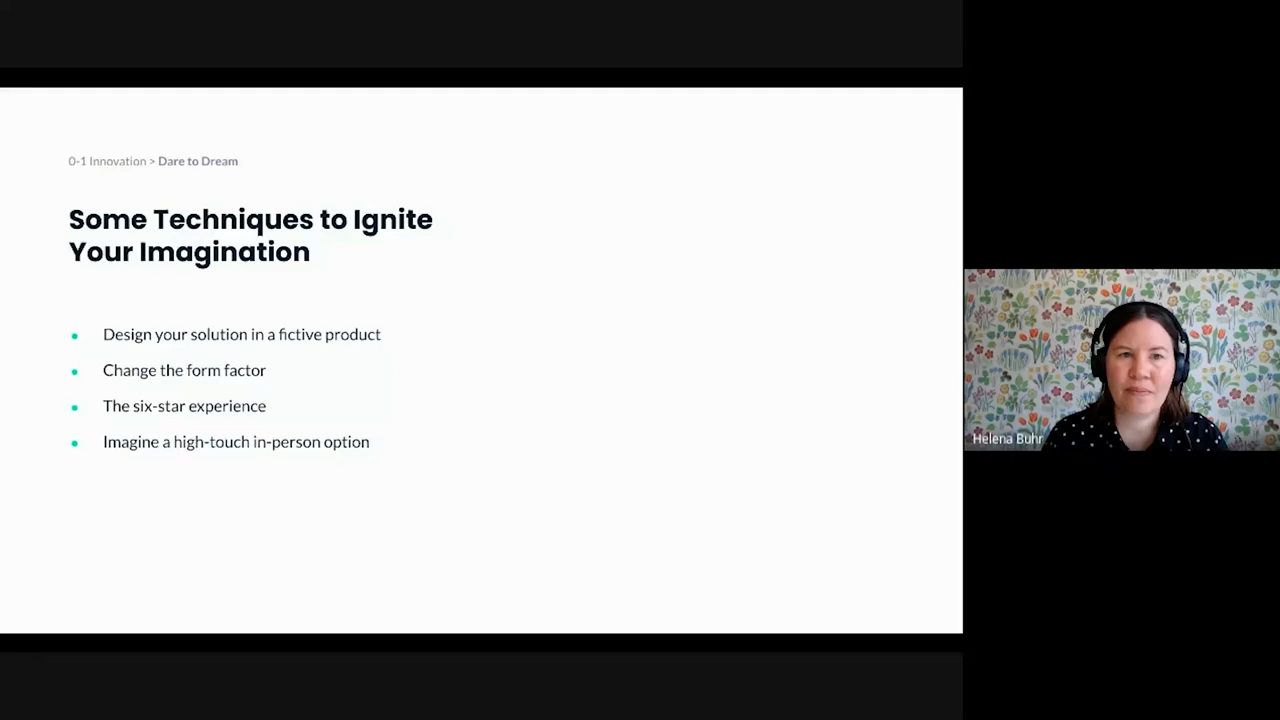 0-1 Innovation > Dare to Dream
Some Techniques to Ignite
Your Imagination
Design your solution in a fictive product
Change the form factor
The six-star experience
Imagine a high-touch in-person option
Helena Buhr